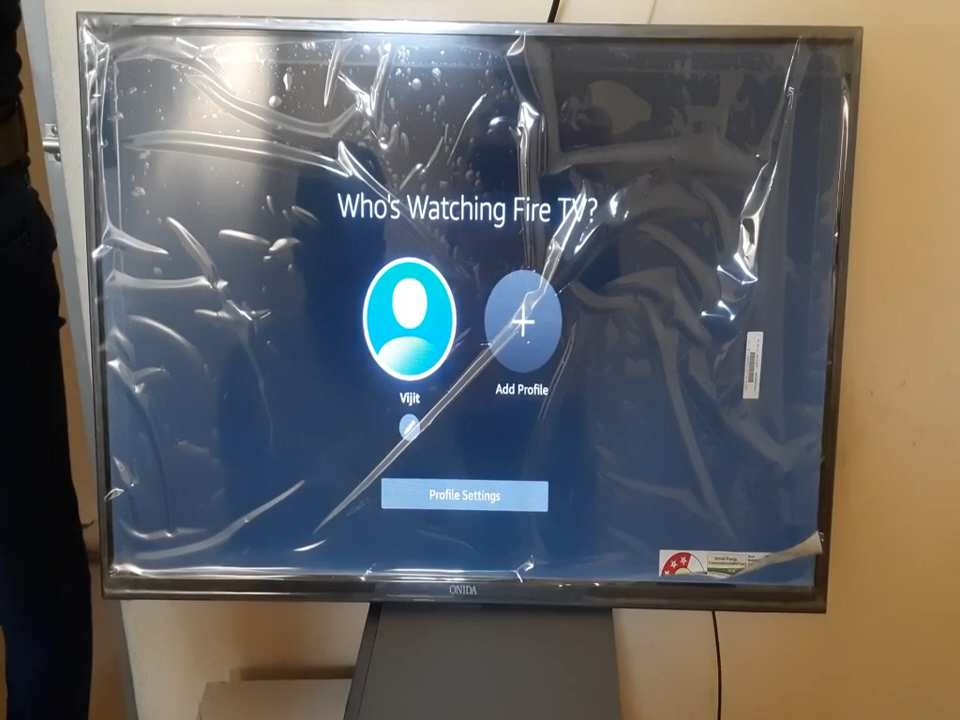 Who's Watching Fire TV?
Vijit
Add Profile
Profile Settings
ONIDA